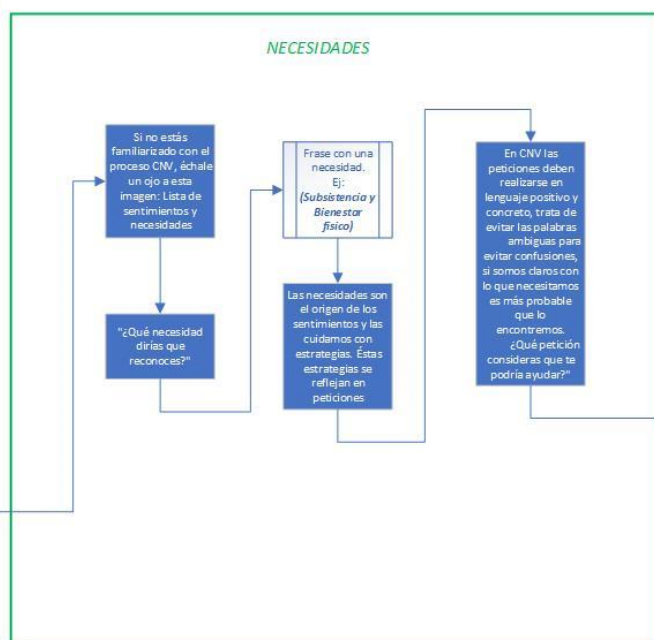 NECESIDADES
Si no estás
familiarizado con el
proceso CNV, échale
un ojo a esta
imagen: Lista de
sentimientos y
necesidades
"¿Qué necesidad
dirías que
reconoces?"
Frase con una
necesidad.
Ej:
(Subsistencia y
Bienestar
físico)
Las necesidades son
el origen de los
sentimientos y las
cuidamos con
estrategias. Éstas
estrategias se
reflejan en
peticiones
En CNV las
peticiones deben
realizarse en
lenguaje positivo y
concreto, trata de
evitar las palabras
ambiguas para
evitar confusiones,
si somos claros con
lo que necesitamos
es más probable
que lo
encontremos.
¿Qué petición
consideras que te
podría ayudar?"